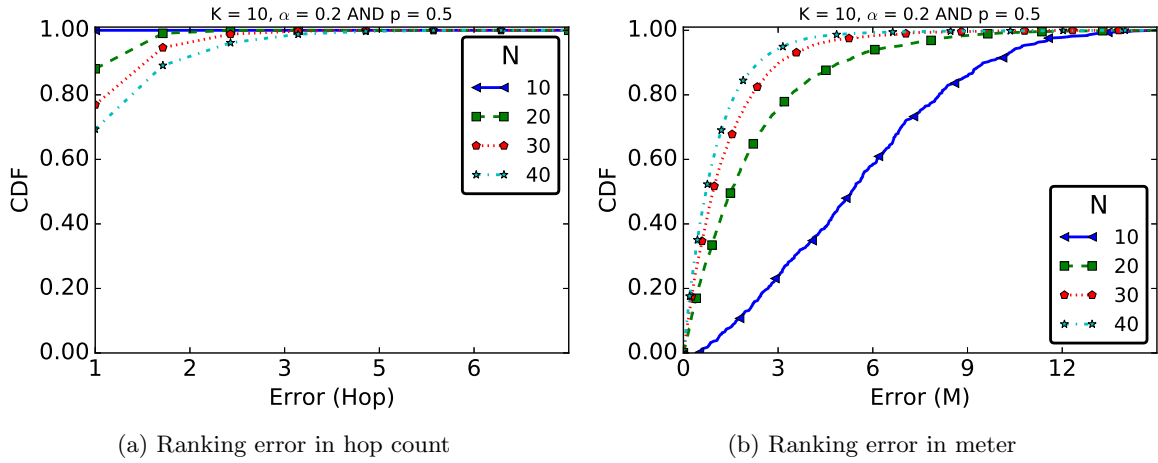 K = 10, α = 0.2 AND p = 0.5
1.00
0.80
0.60
0.40
0.20
0.00
CDF
N
10
20
30
40
1 2 3 5 6
Error (Hop)
(a) Ranking error in hop count
K = 10, α = 0.2 AND p = 0.5
1.00
0.80
0.60
0.40
0.20
0.00
CDF
N
10
20
30
40
0 3 6 9 12
Error (M)
(b) Ranking error in meter